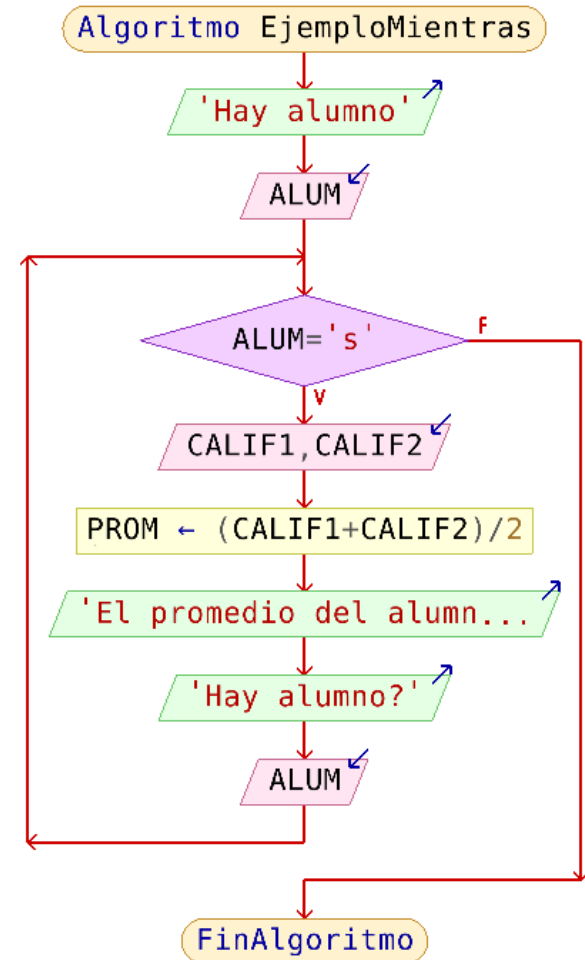 Algoritmo EjemploMientras
'Hay alumno'
ALUM
ALUM='s'
F
V
CALIF1,CALIF2
PROM ← (CALIF1+CALIF2)/2
'El promedio del alumn...
'Hay alumno?'
ALUM
FinAlgoritmo